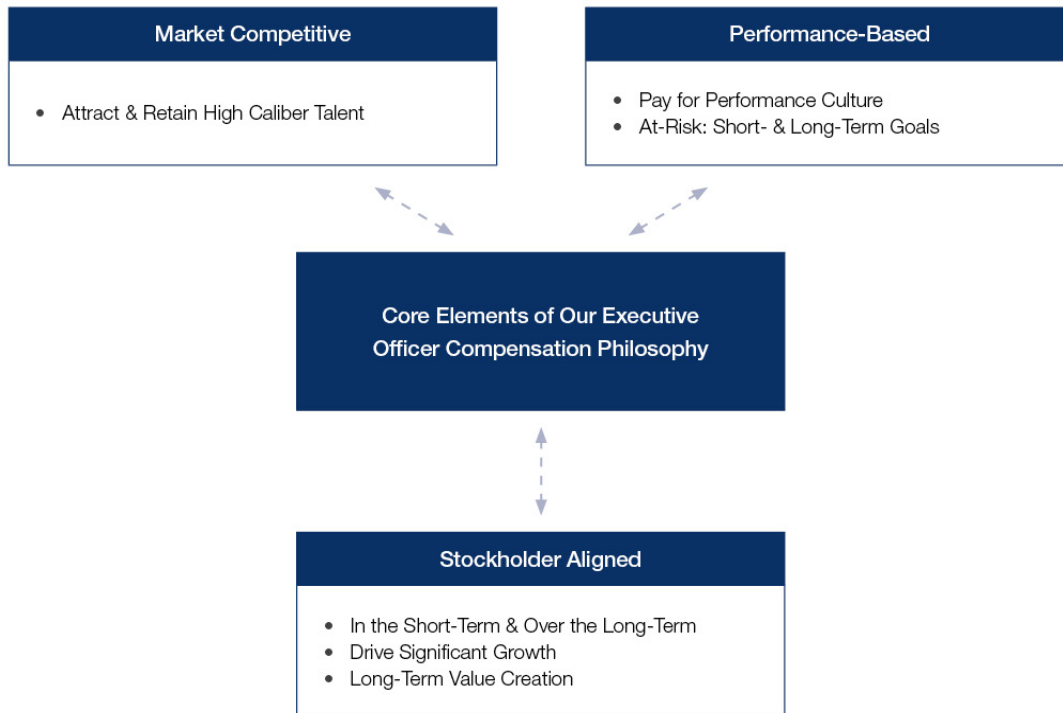 Market Competitive
• Attract & Retain High Caliber Talent
Performance-Based
• Pay for Performance Culture
• At-Risk: Short- & Long-Term Goals
Core Elements of Our Executive
Officer Compensation Philosophy
Stockholder Aligned
• In the Short-Term & Over the Long-Term
• Drive Significant Growth
• Long-Term Value Creation